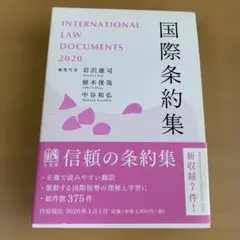 INTERNATIONAL
LAW
DOCUMENTS
2020
編集代表
岩沢雄司
植木俊哉
中谷和弘
国際条約集
有斐閣
信頼の条約集
新収録7件!
・正確で読みやすい翻訳
・激動する国際情勢の理解と学習に
・総件数375件
内容現在 2020年1月1日